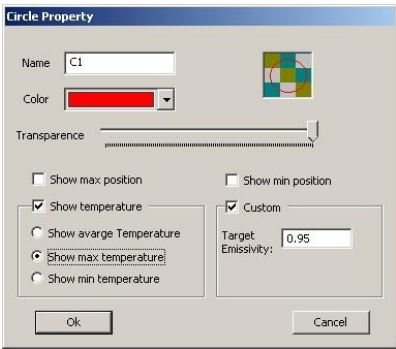 Circle Property
Name C1
Color
Transparence
Show max position Show min position
Show temperature Custom
Show avarge Temperature
Target Emissivity: 0.95
Show max temperature
Show min temperature
Ok Cancel